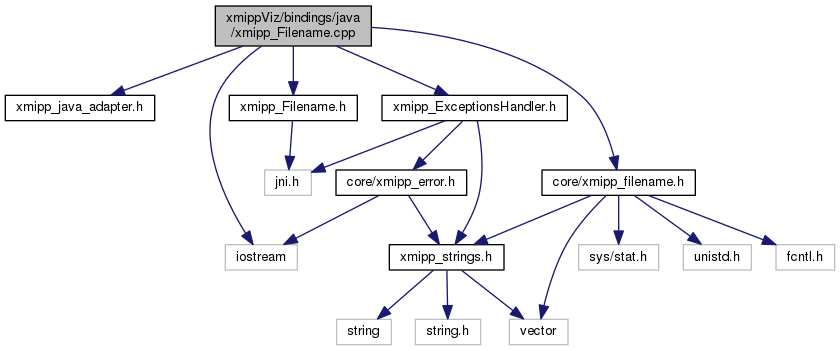 xmippViz/bindings/java
/xmipp_Filename.cpp
xmipp_java_adapter.h
xmipp_Filename.h
xmipp_ExceptionsHandler.h
jni.h
core/xmipp_error.h
core/xmipp_filename.h
iostream
xmipp_strings.h
sys/stat.h
unistd.h
fcntl.h
string
string.h
vector